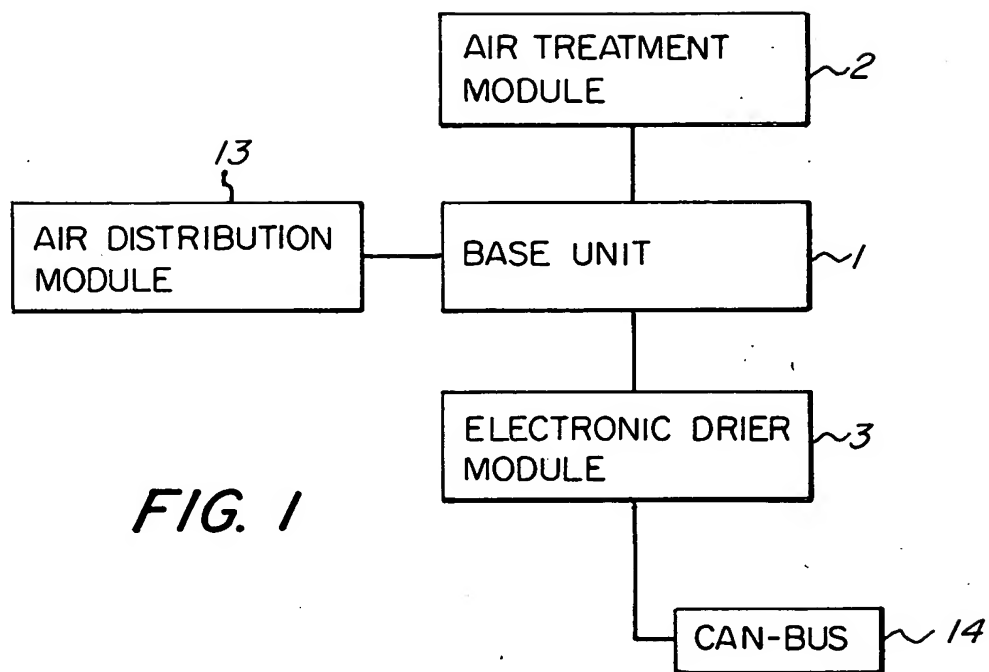 AIR TREATMENT
MODULE
2
13
AIR DISTRIBUTION
MODULE
BASE UNIT
1
ELECTRONIC DRIER
MODULE
3
FIG. 1
CAN-BUS
14